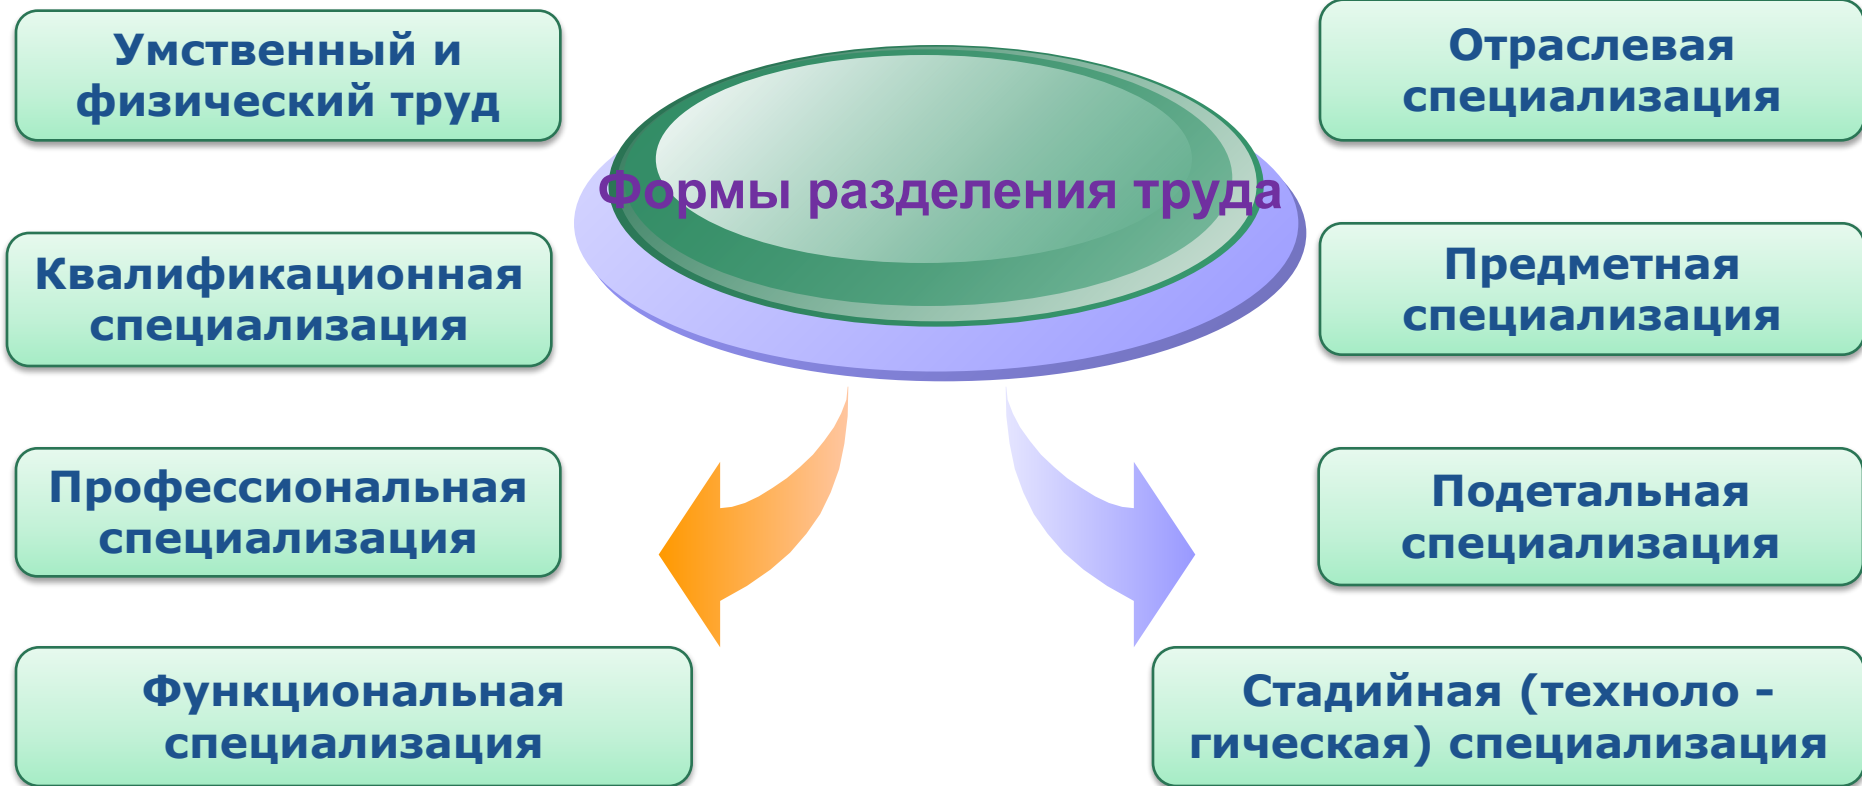 Умственный и
физический труд
Квалификационная
специализация
Профессиональная
специализация
Функциональная
специализация
Формы разделения труда
Отраслевая
специализация
Предметная
специализация
Подетальная
специализация
Стадийная (техноло -
гическая) специализация